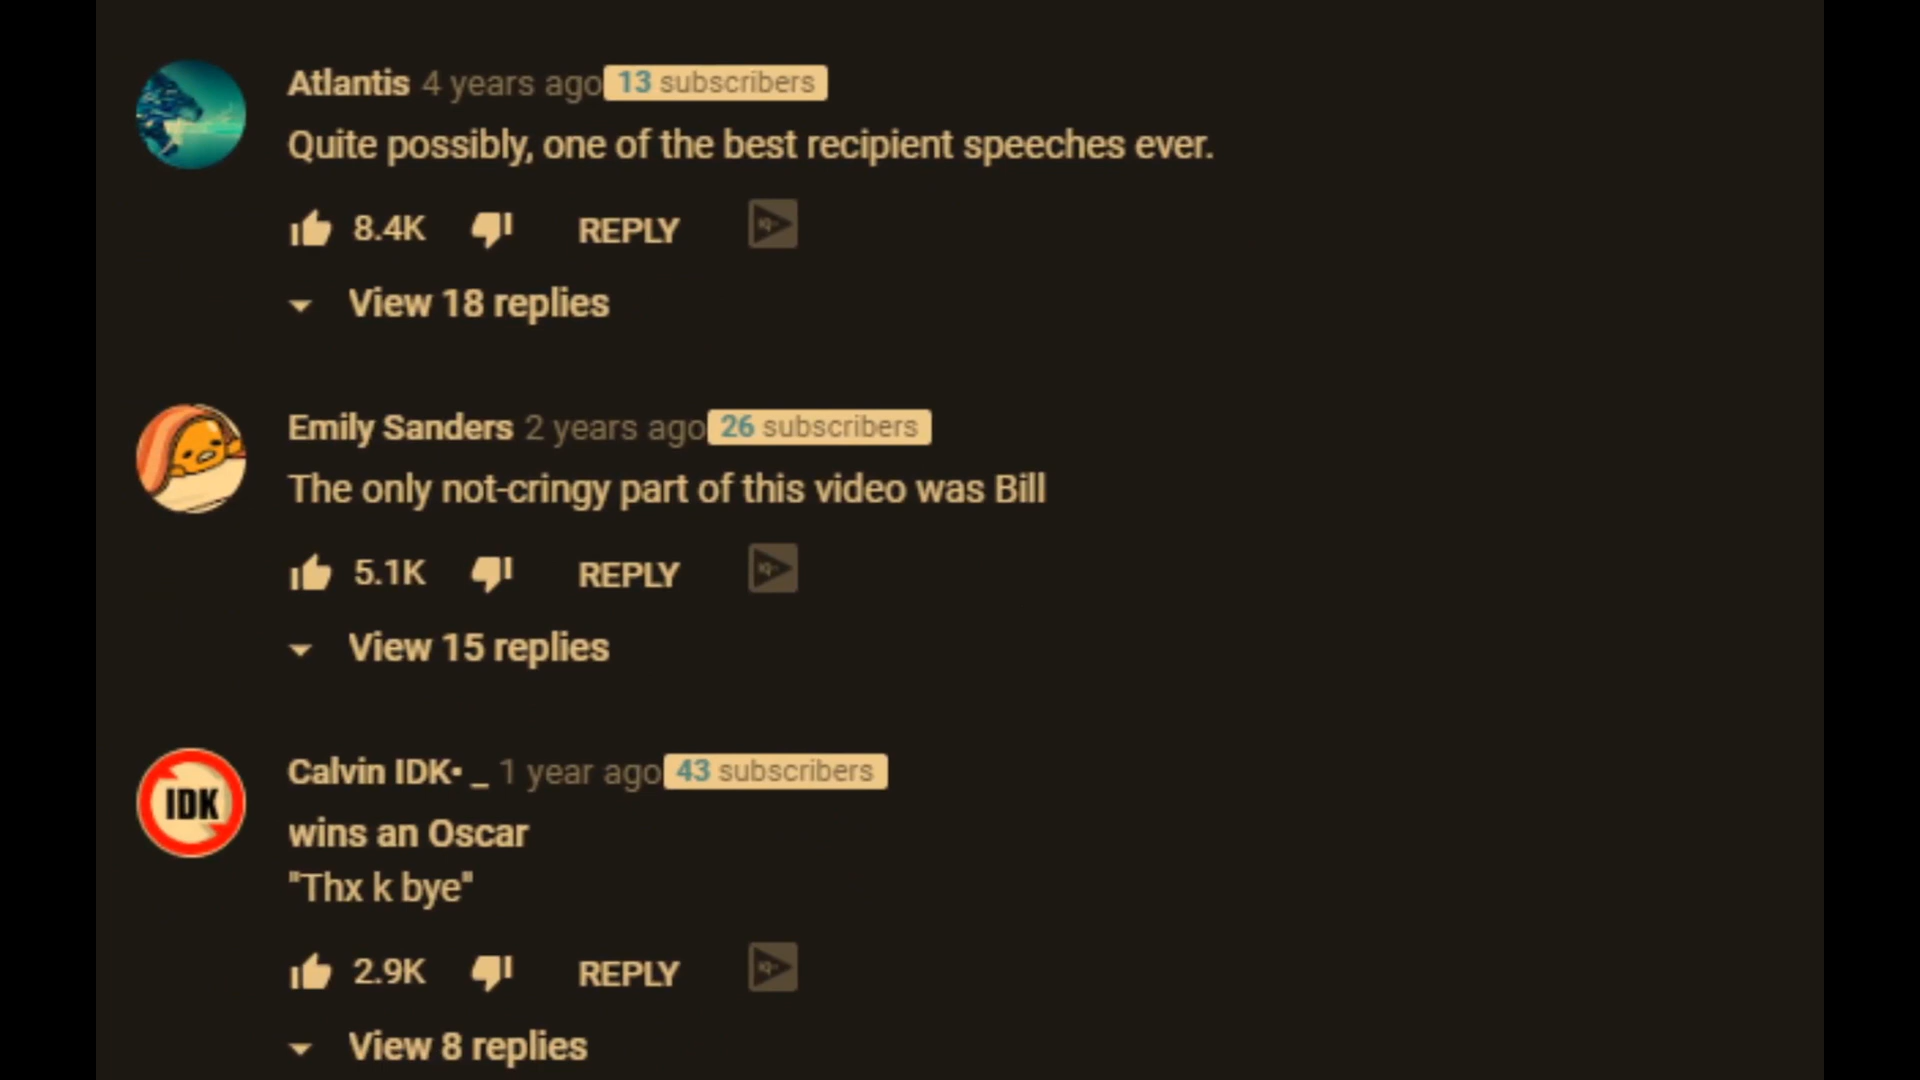 Atlantis 4 years ago 13 subscribers
Quite possibly, one of the best recipient speeches ever.
8.4K REPLY
View 18 replies
Emily Sanders 2 years ago 26 subscribers
The only not-cringy part of this video was Bill
5.1K REPLY
View 15 replies
Calvin IDK• _ 1 year ago 43 subscribers
IDK
wins an Oscar
"Thx k bye"
2.9K REPLY
View 8 replies